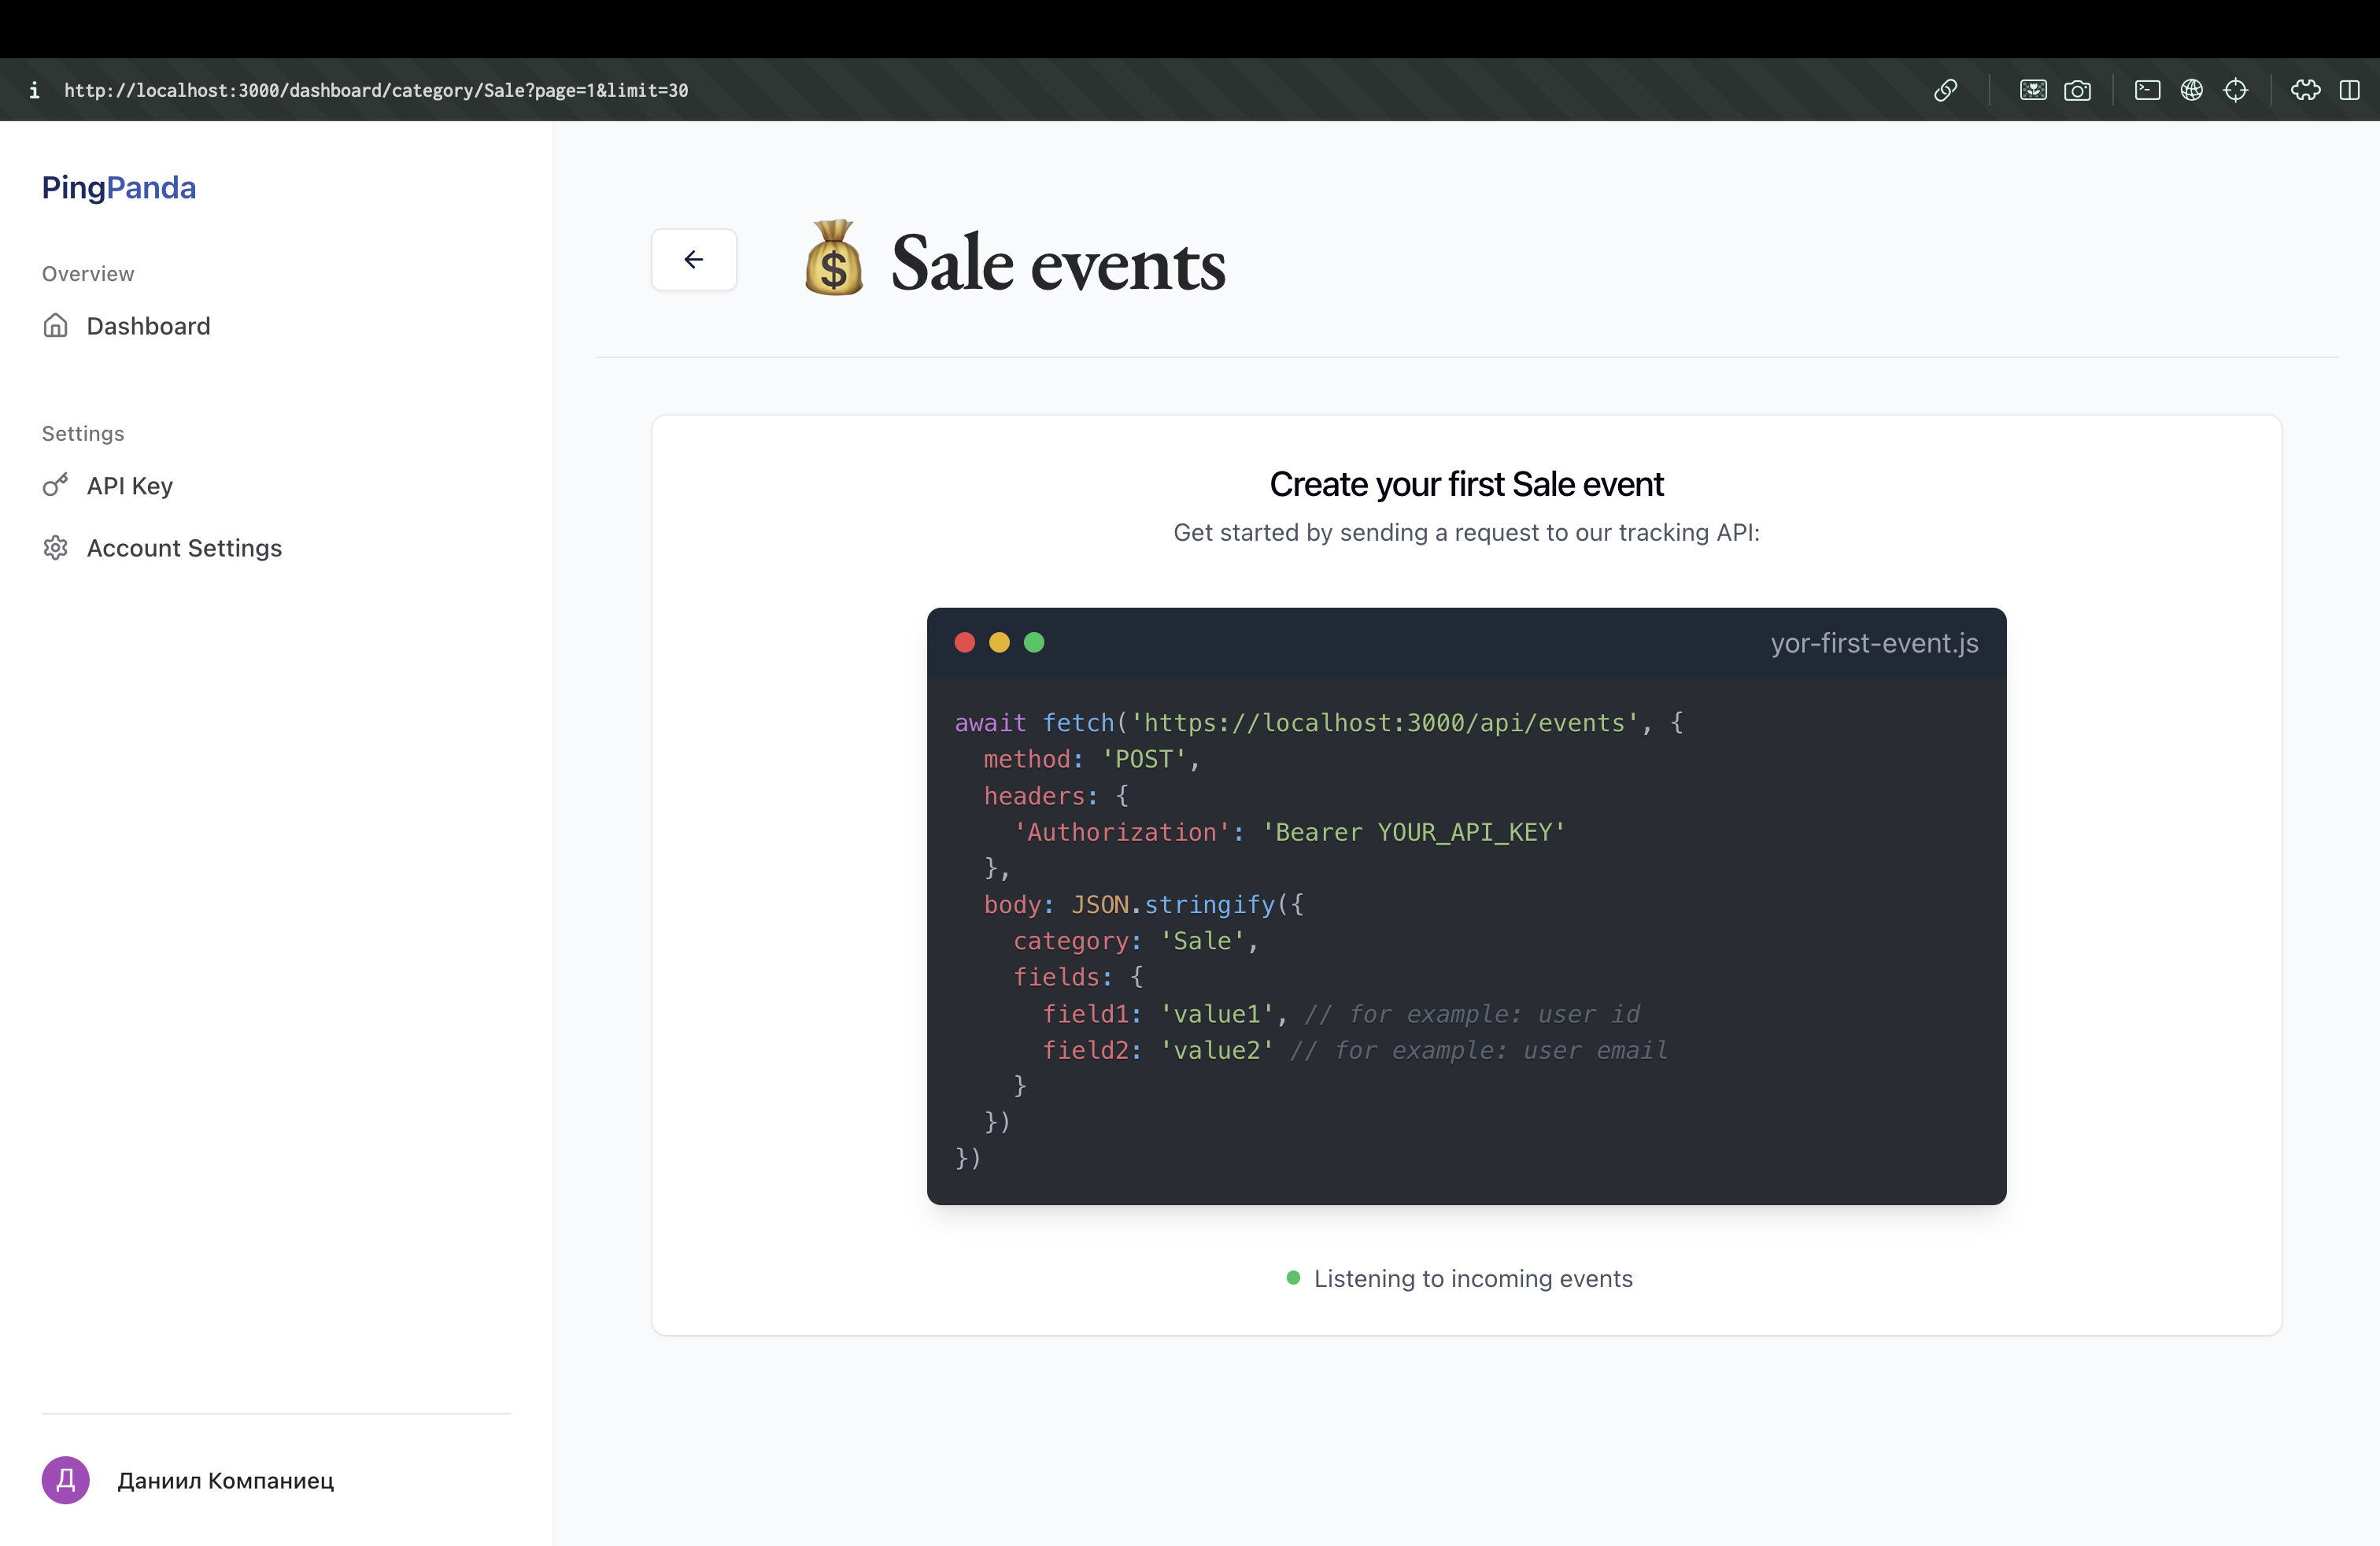 i http://localhost:3000/dashboard/category/Sale?page=1&limit=30
PingPanda
Overview
Dashboard
Settings
API Key
Account Settings
Даниил Компаниец
Д
💰 Sale events
Create your first Sale event
Get started by sending a request to our tracking API:
yor-first-event.js
await fetch('https://localhost:3000/api/events', {
  method: 'POST',
  headers: {
    'Authorization': 'Bearer YOUR_API_KEY'
  },
  body: JSON.stringify({
    category: 'Sale',
    fields: {
      field1: 'value1', // for example: user id
      field2: 'value2' // for example: user email
    }
  })
})
Listening to incoming events